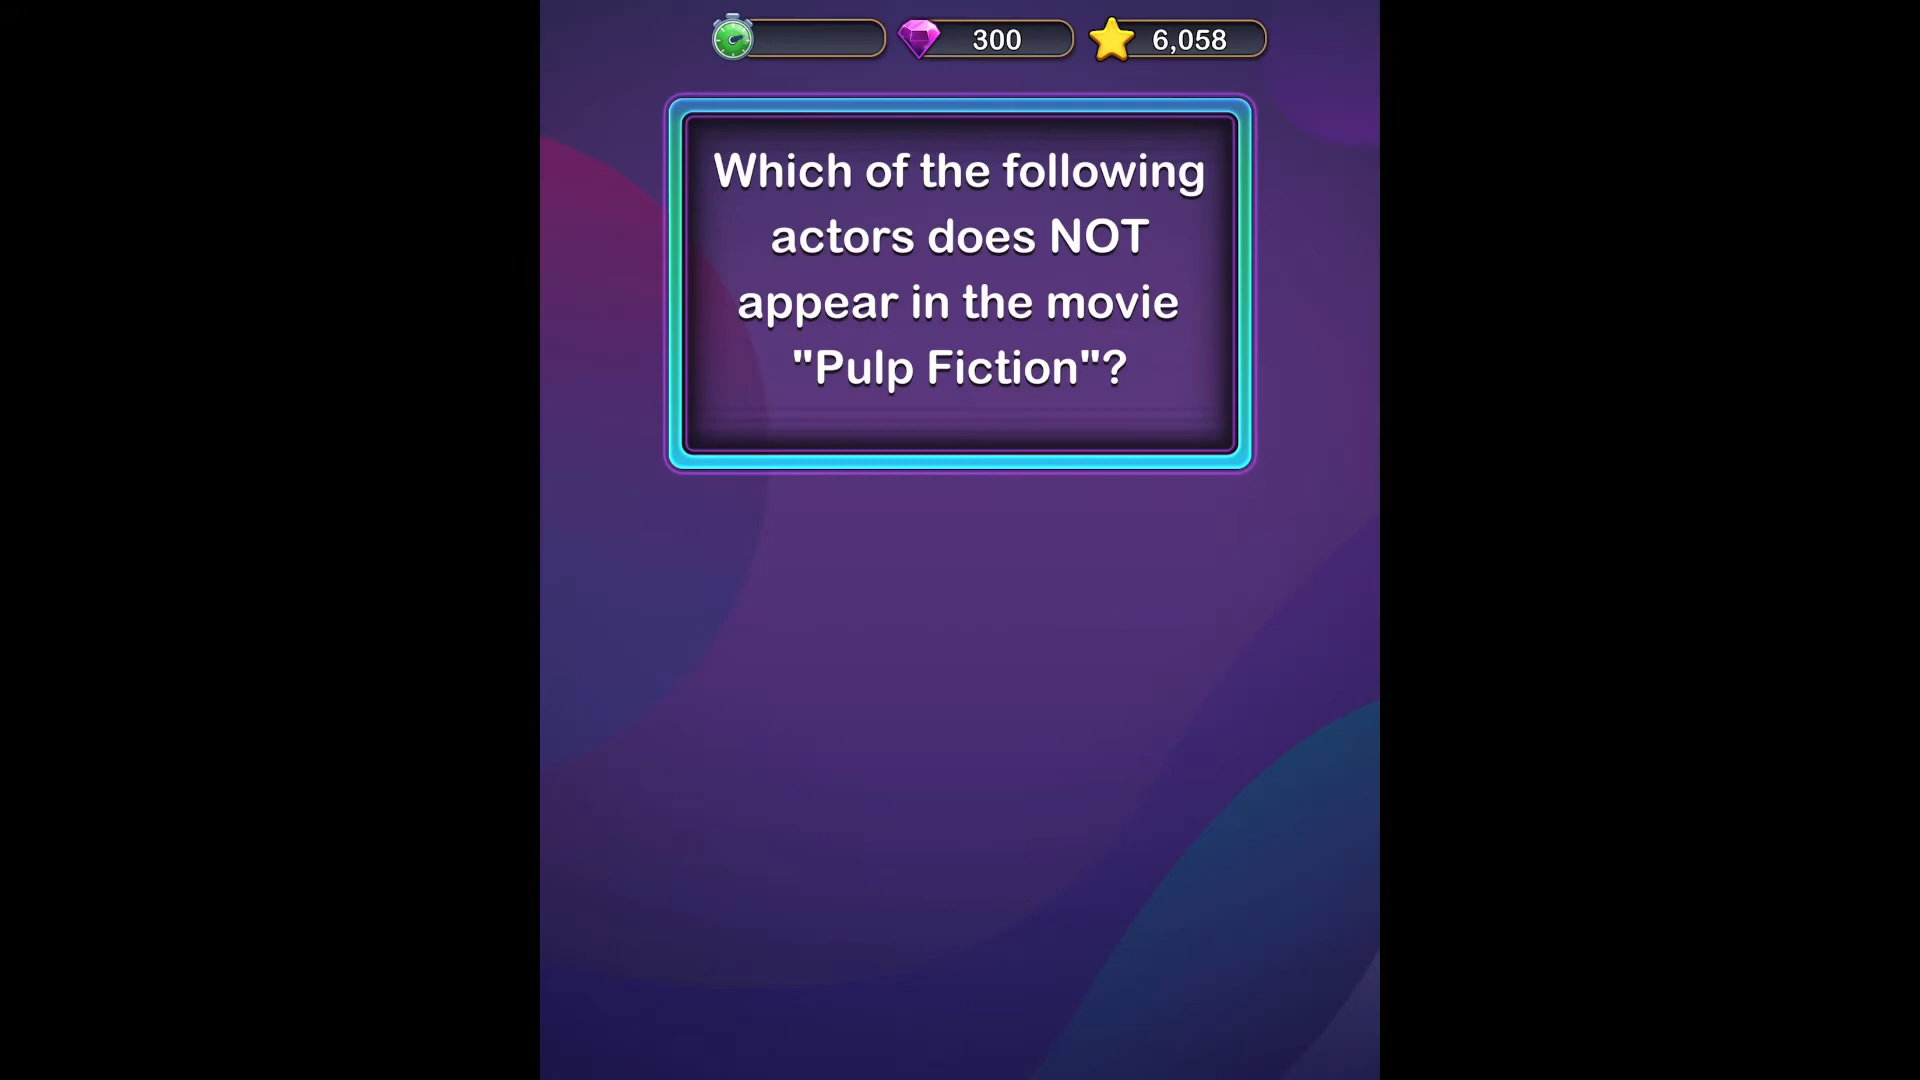 300
6,058
Which of the following
actors does NOT
appear in the movie
"Pulp Fiction"?